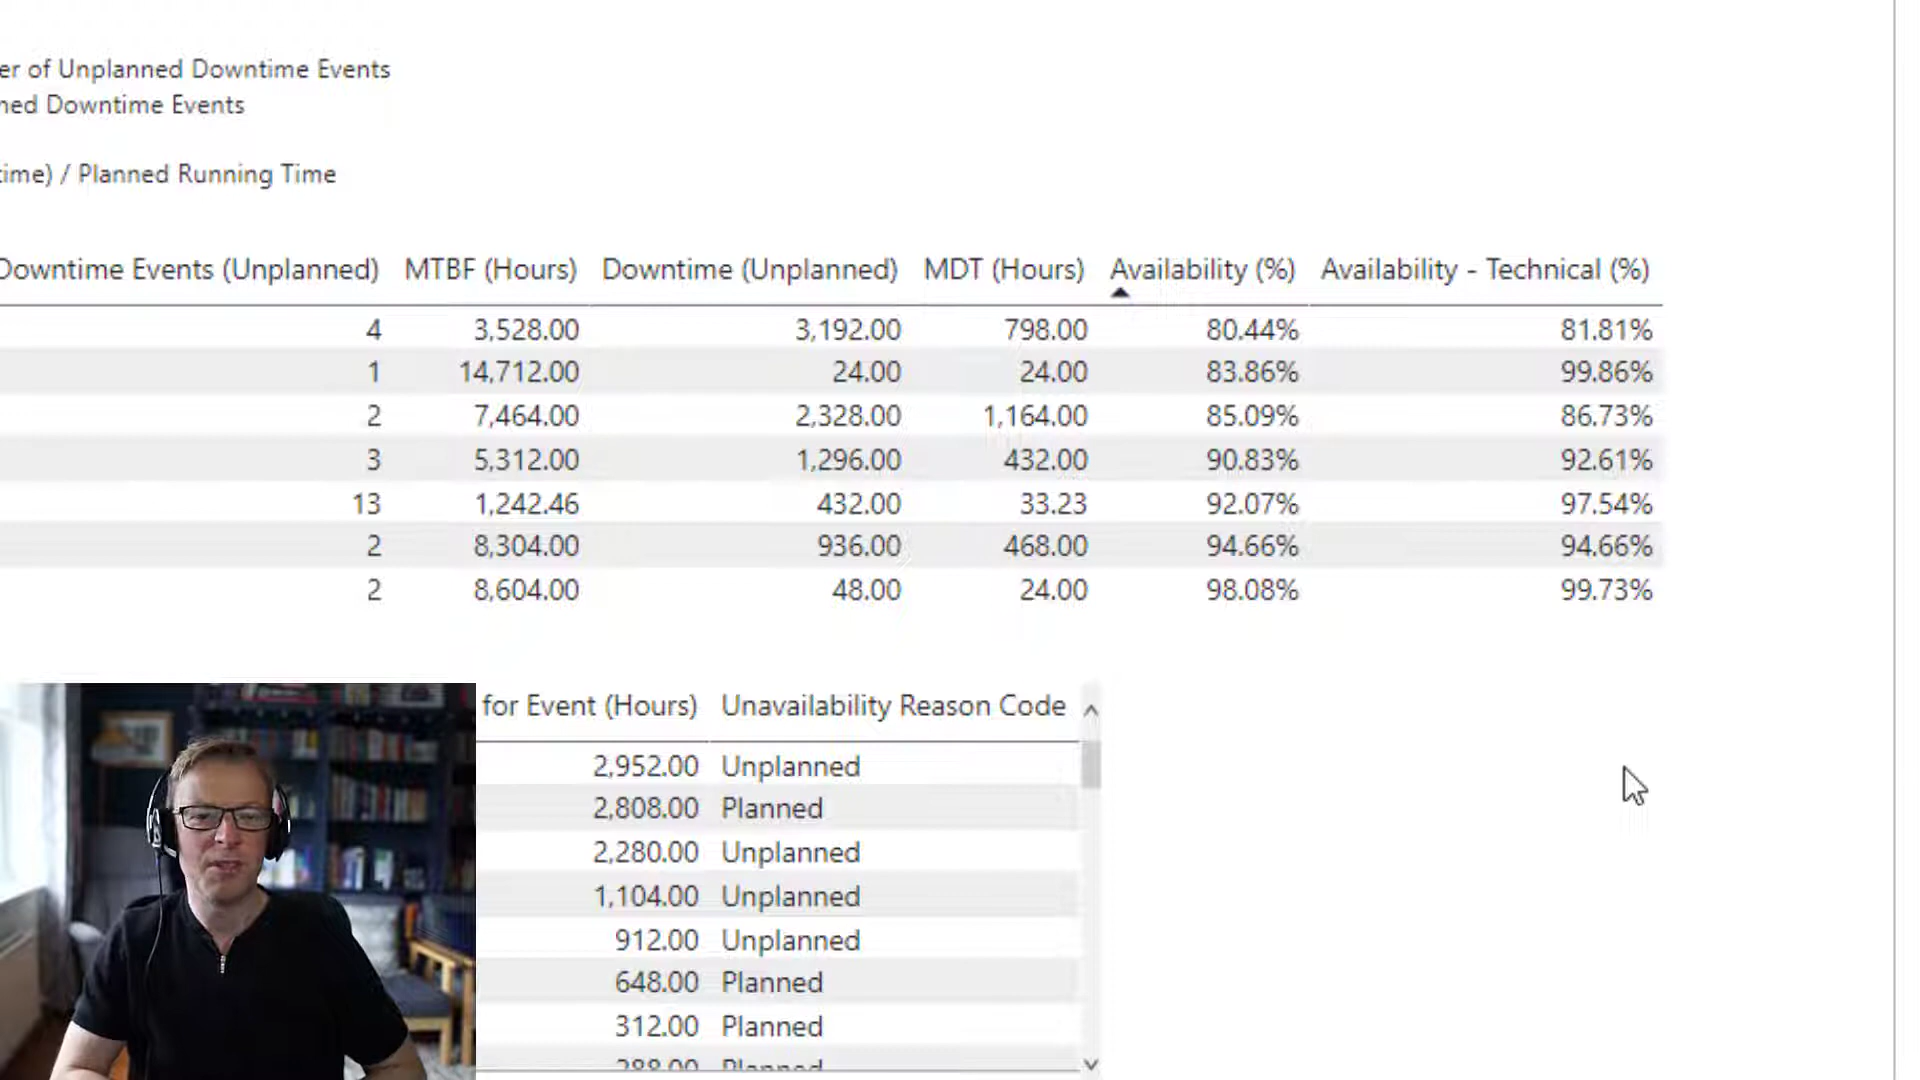 er of Unplanned Downtime Events
ned Downtime Events
time) / Planned Running Time
Downtime Events (Unplanned) MTBF (Hours) Downtime (Unplanned) MDT (Hours) Availability (%) Availability - Technical (%)
4 3,528.00 3,192.00 798.00 80.44% 81.81%
1 14,712.00 24.00 24.00 83.86% 99.86%
2 7,464.00 2,328.00 1,164.00 85.09% 86.73%
3 5,312.00 1,296.00 432.00 90.83% 92.61%
13 1,242.46 432.00 33.23 92.07% 97.54%
2 8,304.00 936.00 468.00 94.66% 94.66%
2 8,604.00 48.00 24.00 98.08% 99.73%
for Event (Hours) Unavailability Reason Code
2,952.00 Unplanned
2,808.00 Planned
2,280.00 Unplanned
1,104.00 Unplanned
912.00 Unplanned
648.00 Planned
312.00 Planned
288.00 Planned